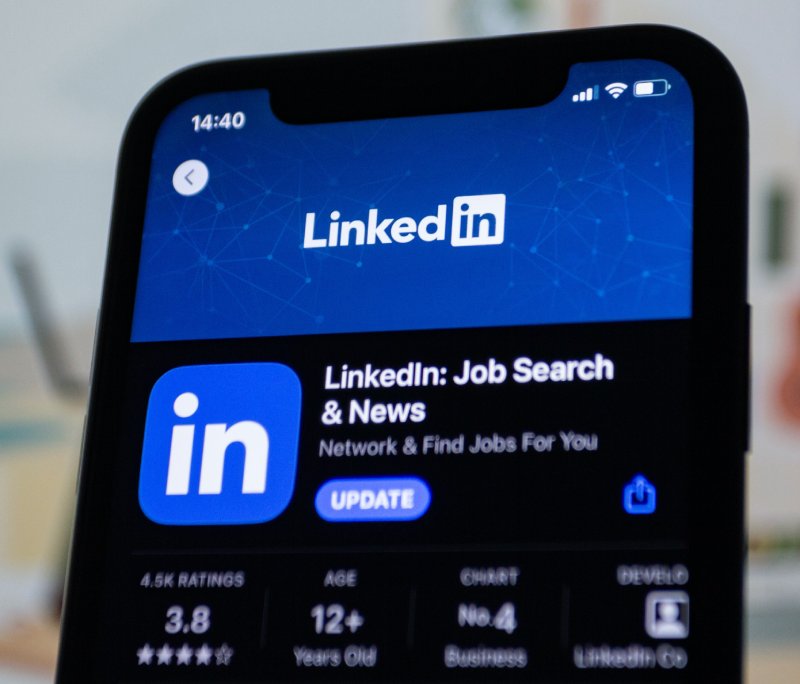 14:40
Linkedin
in
LinkedIn: Job Search
& News
Network & Find Jobs For You
UPDATE
4.5K RATINGS
AGE
CHART
DEVELO
3.8
12+
No.4
★★★★☆
Years Old
Business
LinkedIn Co